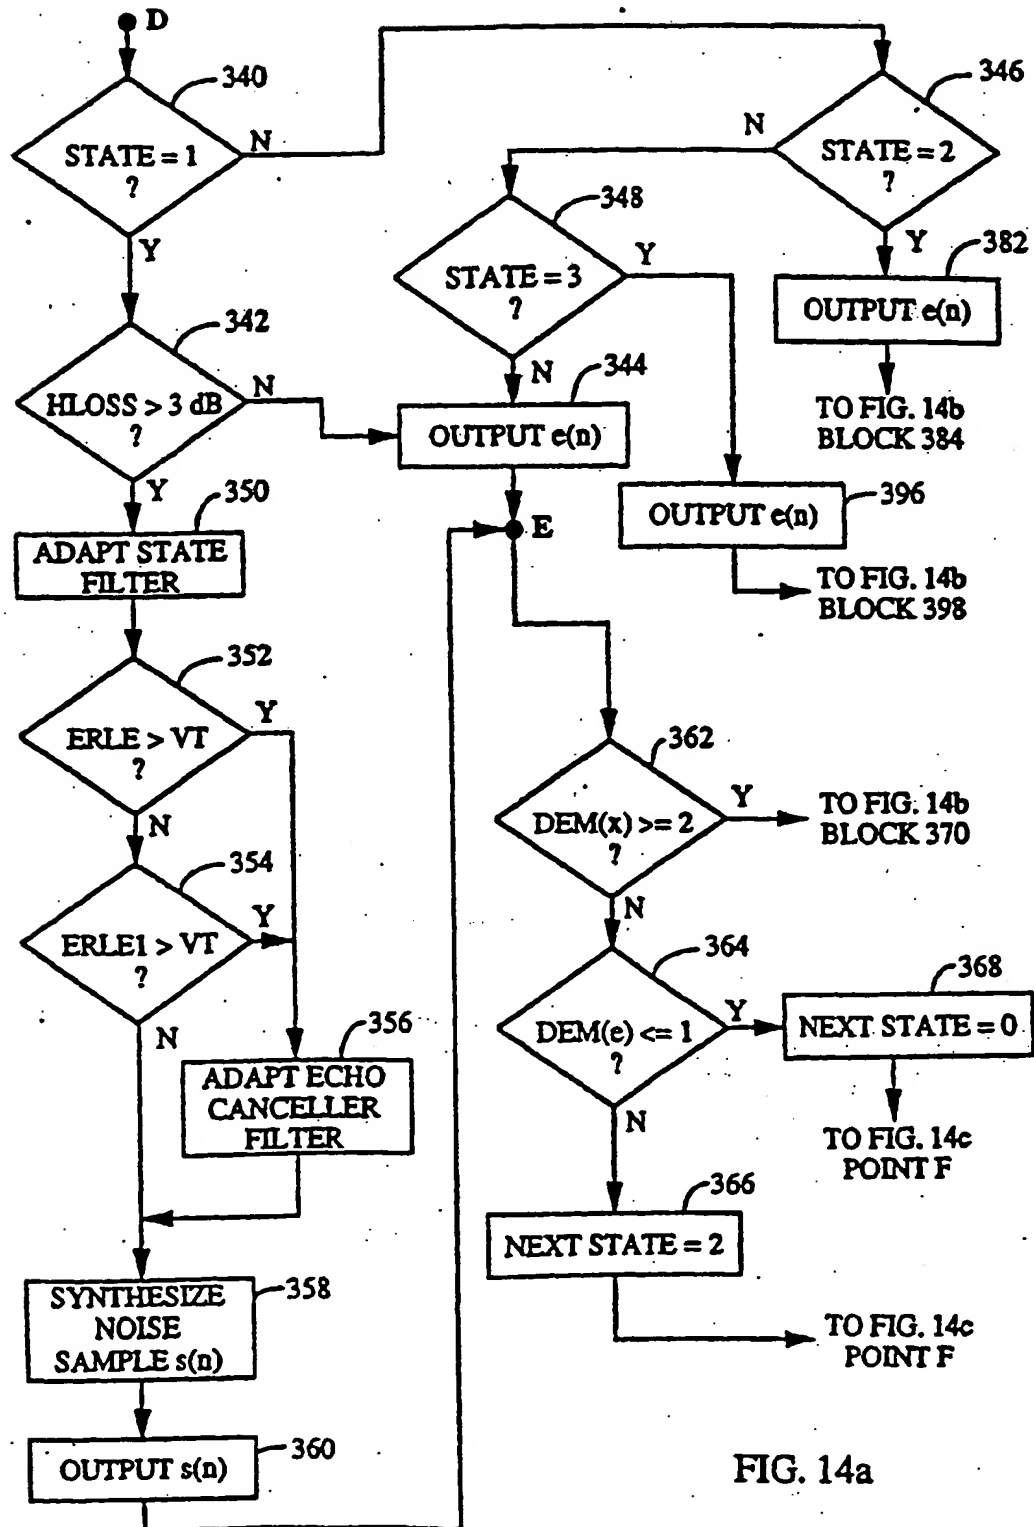 D
340
STATE = 1
?
N
Y
346
STATE = 2
?
N
Y
382
OUTPUT e(n)
TO FIG. 14b
BLOCK 384
348
STATE = 3
?
Y
N
342
HLOSS > 3 dB
?
N
Y
344
OUTPUT e(n)
396
OUTPUT e(n)
TO FIG. 14b
BLOCK 398
E
350
ADAPT STATE
FILTER
352
ERLE > VT
?
Y
N
354
ERLE1 > VT
?
Y
N
356
ADAPT ECHO
CANCELLER
FILTER
358
SYNTHESIZE
NOISE
SAMPLE s(n)
360
OUTPUT s(n)
362
DEM(x) >= 2
?
Y
TO FIG. 14b
BLOCK 370
N
364
DEM(e) <= 1
?
Y
N
368
NEXT STATE = 0
TO FIG. 14c
POINT F
366
NEXT STATE = 2
TO FIG. 14c
POINT F
FIG. 14a